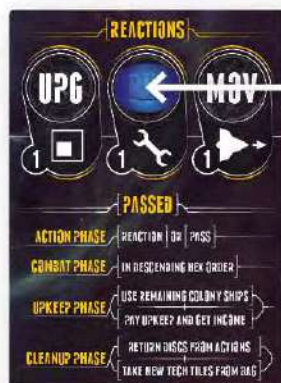 REACTIONS
UPG MOV
1 1 1
PASSED
ACTION PHASE REACTION OR PASS
COMBAT PHASE IN DESCENDING HEX ORDER
UPKEEP PHASE USE REMAINING COLONY SHIPS
PAY UPKEEP AND GET INCOME
CLEANUP PHASE RETURN DISCS FROM ACTIONS
TAKE NEW TECH TILES FROM BAG